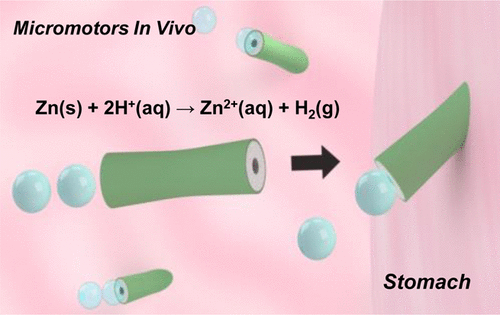 Micromotors In Vivo
Zn(s) + 2H⁺(aq) → Zn²⁺(aq) + H₂(g)
Stomach